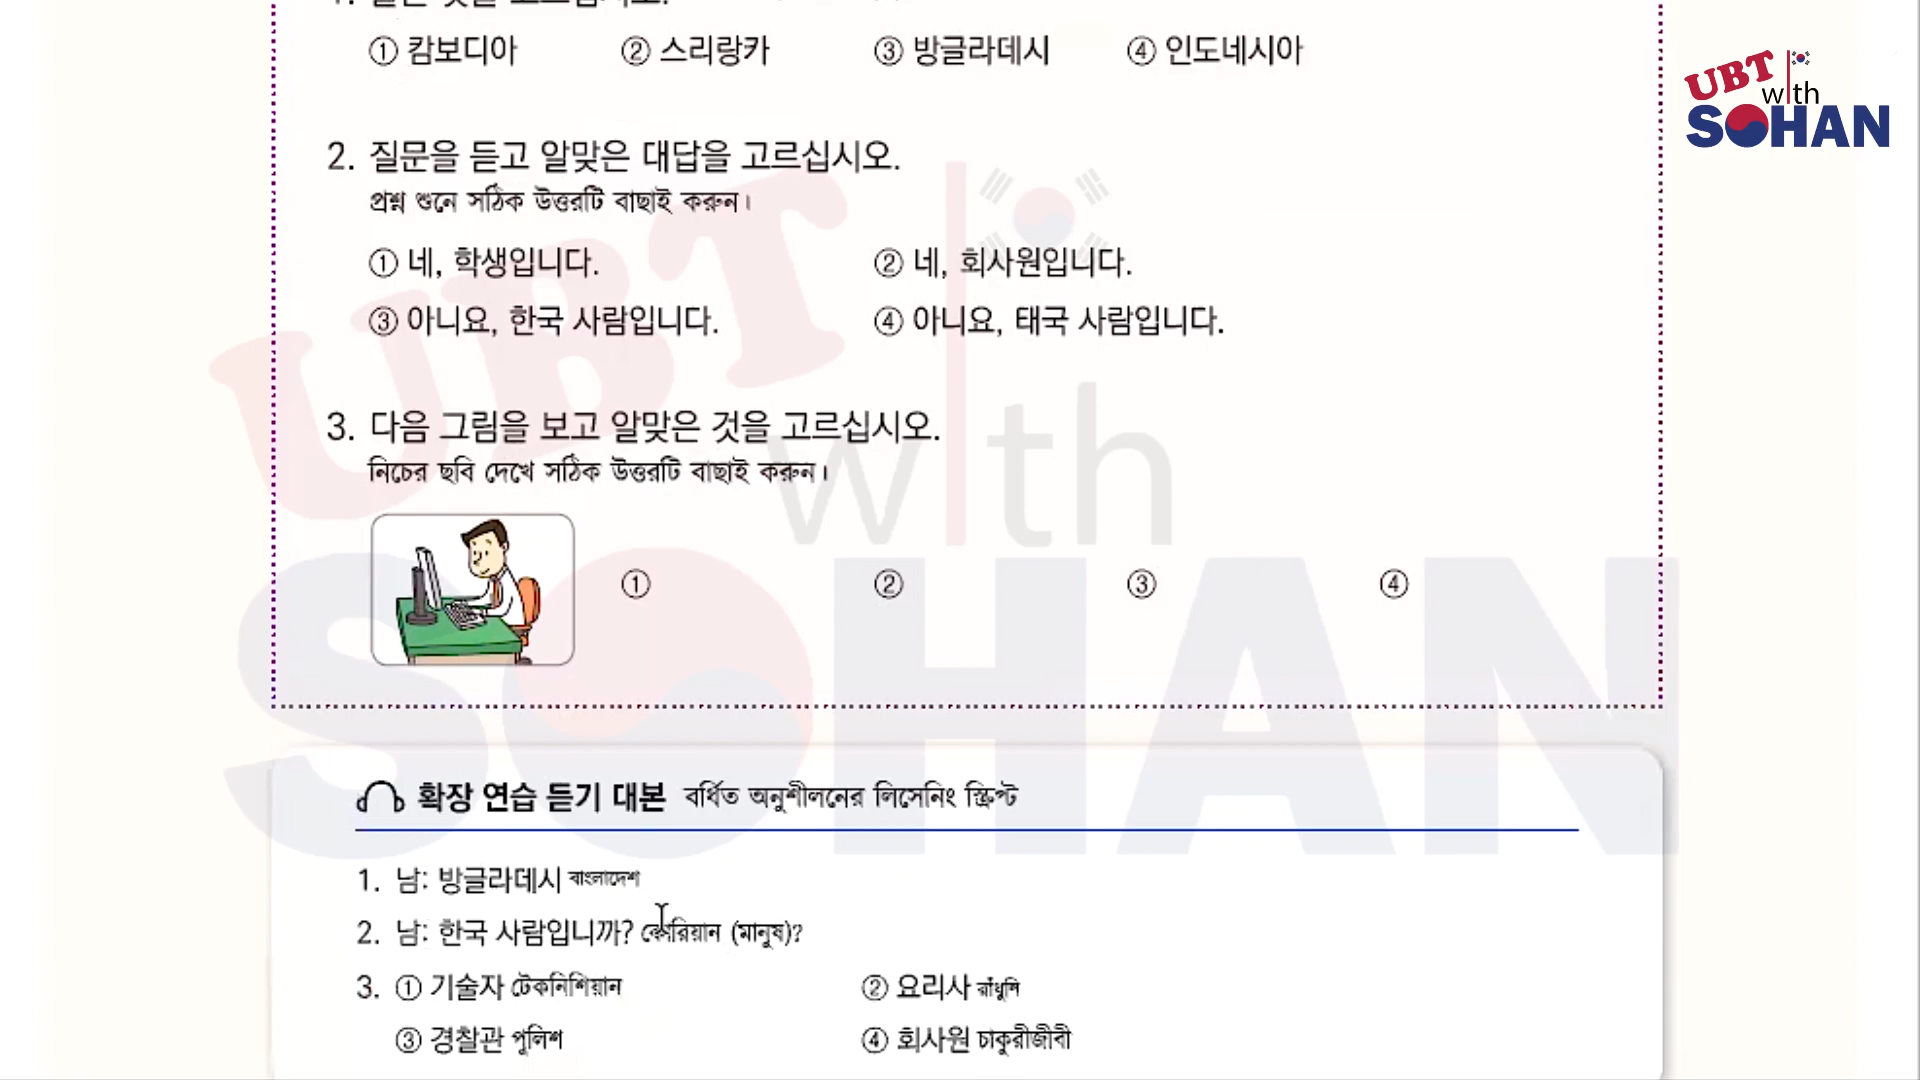 ① 캄보디아 ② 스리랑카 ③ 방글라데시 ④ 인도네시아
UBT with SOHAN
2. 질문을 듣고 알맞은 대답을 고르십시오.
প্রশ্ন শুনে সঠিক উত্তরটি বাছাই করুন।
① 네, 학생입니다. ② 네, 회사원입니다.
③ 아니요, 한국 사람입니다. ④ 아니요, 태국 사람입니다.
3. 다음 그림을 보고 알맞은 것을 고르십시오.
নিচের ছবি দেখে সঠিক উত্তরটি বাছাই করুন।
① ② ③ ④
UBT with SOHAN
확장 연습 듣기 대본 বর্ধিত অনুশীলনের লিসেনিং স্ক্রিপ্ট
1. 남: 방글라데시 বাংলাদেশ
2. 남: 한국 사람입니까? কোরিয়ান (মানুষ)?
3. ① 기술자 টেকনিশিয়ান ② 요리사 রাঁধুনি
③ 경찰관 পুলিশ ④ 회사원 চাকুরীজীবী